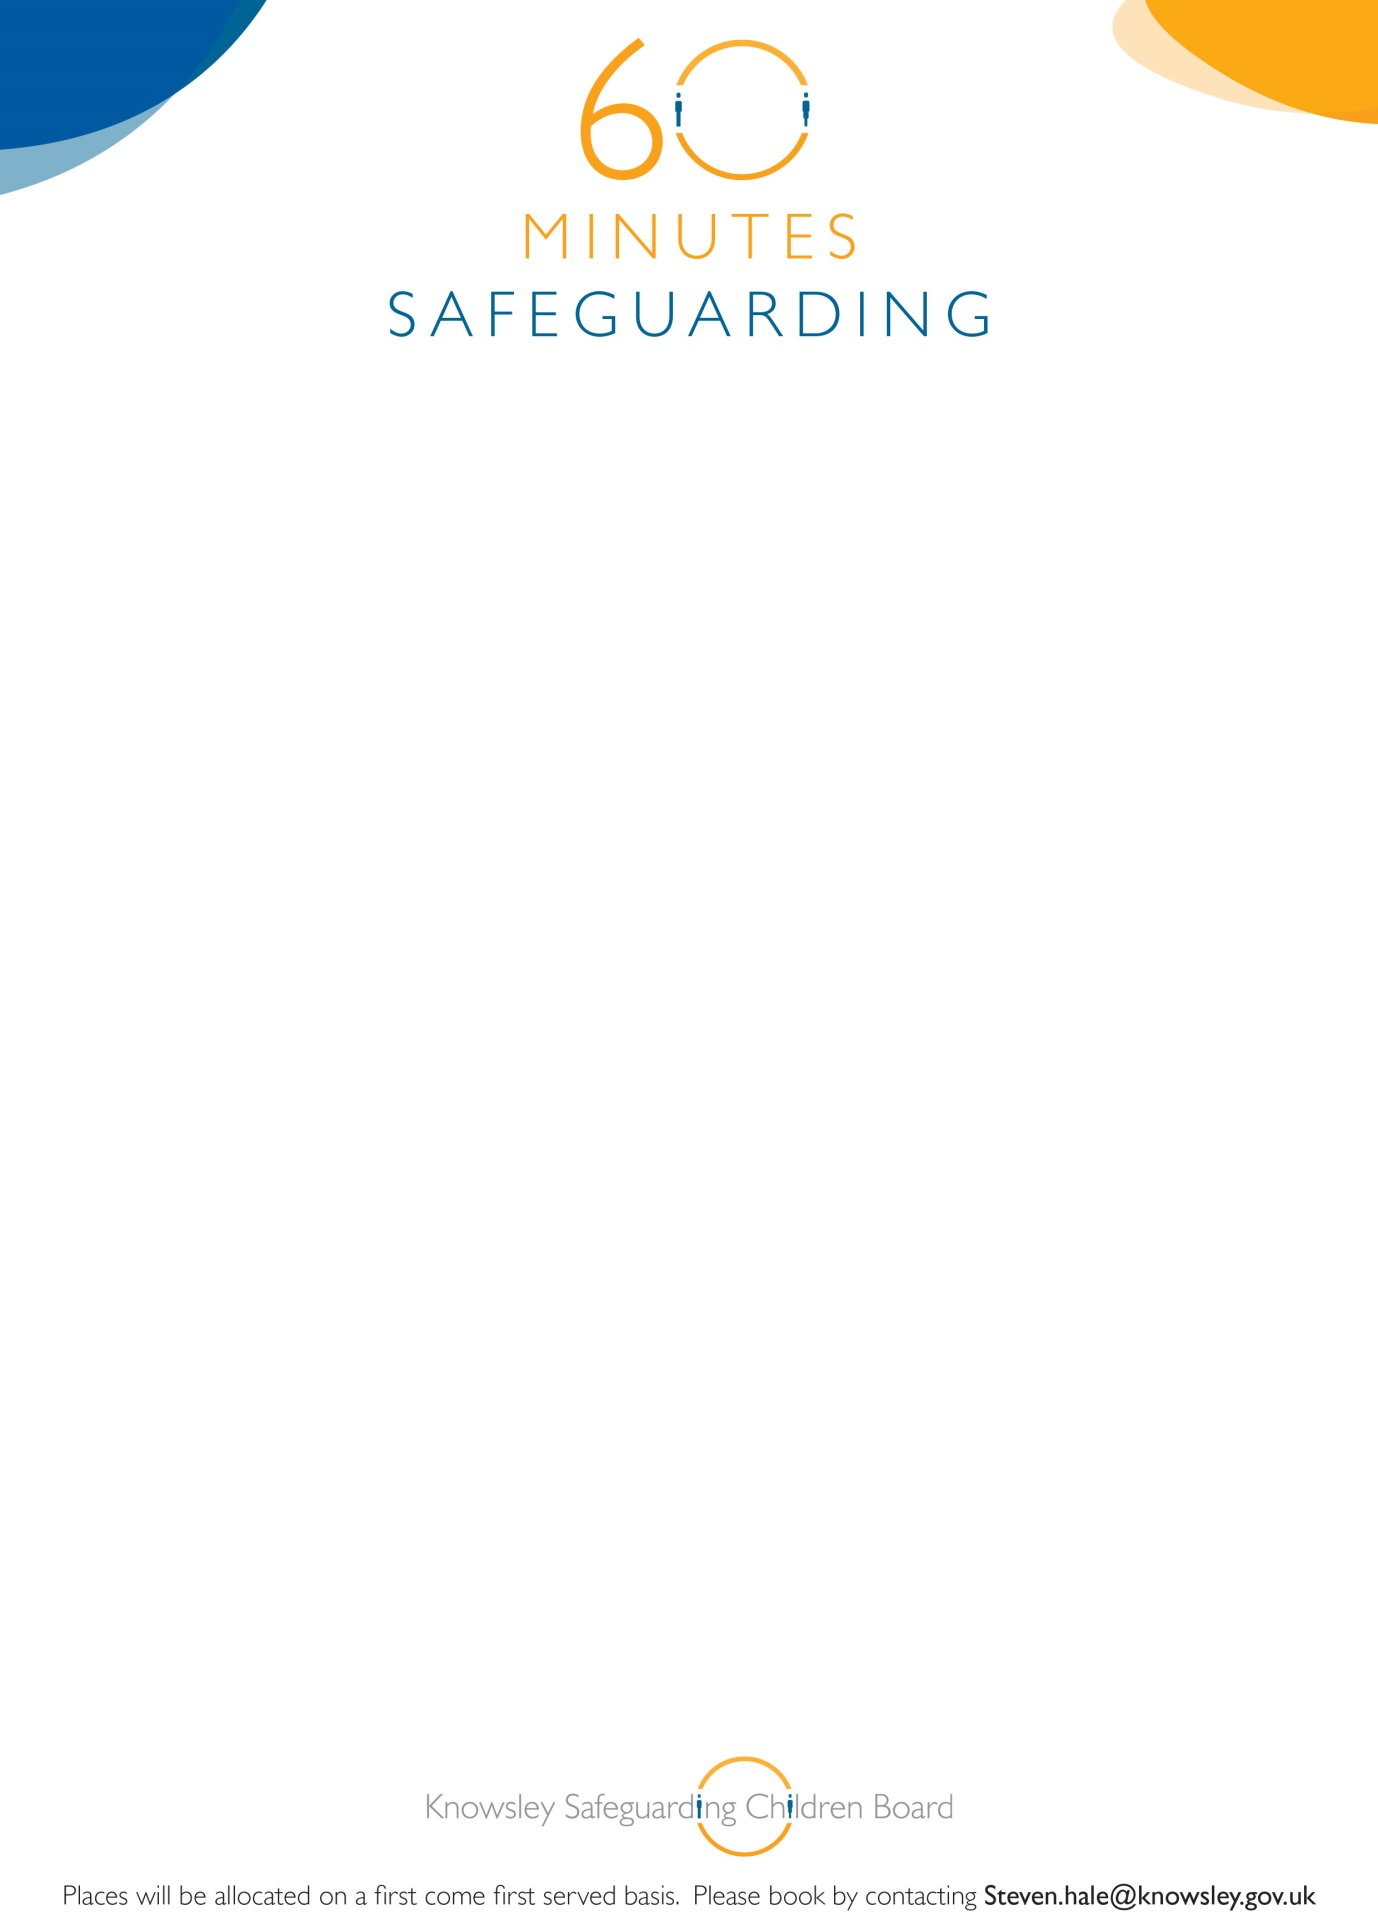 60
MINUTES
SAFEGUARDING
Knowsley Safeguarding Children Board
Places will be allocated on a first come first served basis. Please book by contacting Steven.hale@knowsley.gov.uk